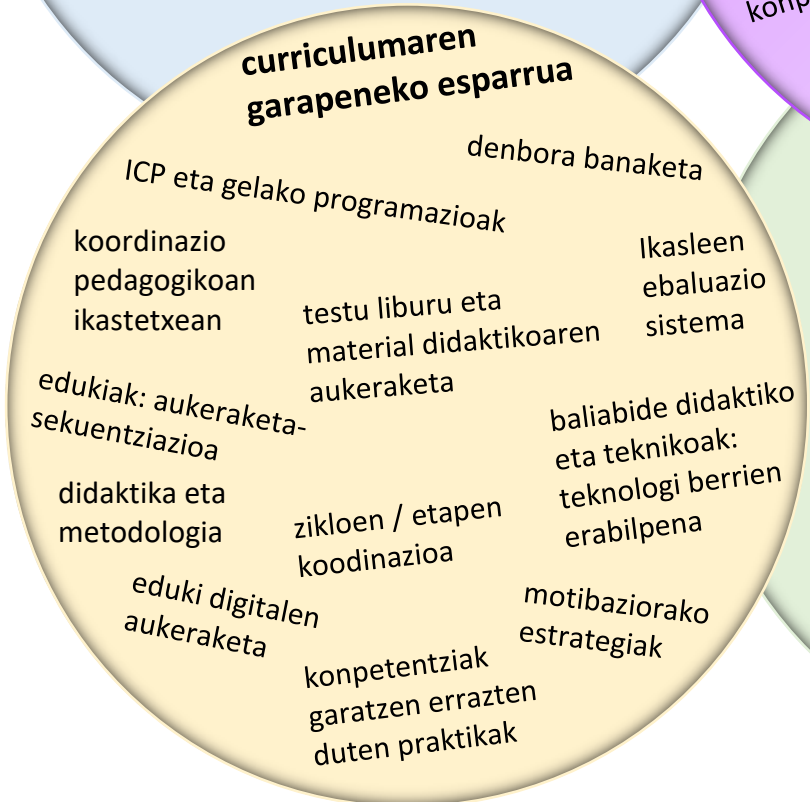 curriculumaren
garapeneko esparrua
denbora banaketa
ICP eta gelako programazioak
koordinazio
pedagogikoan
ikastetxean
Ikasleen
ebaluazio
sistema
testu liburu eta
material didaktikoaren
aukeraketa
edukiak: aukeraketa-
sekuentziazioa
baliabide didaktiko
eta teknikoak:
teknologi berrien
erabilpena
didaktika eta
metodologia
zikloen / etapen
koodinazioa
eduki digitalen
aukeraketa
motibaziorako
estrategiak
konpetentziak
garatzen errazten
duten praktikak